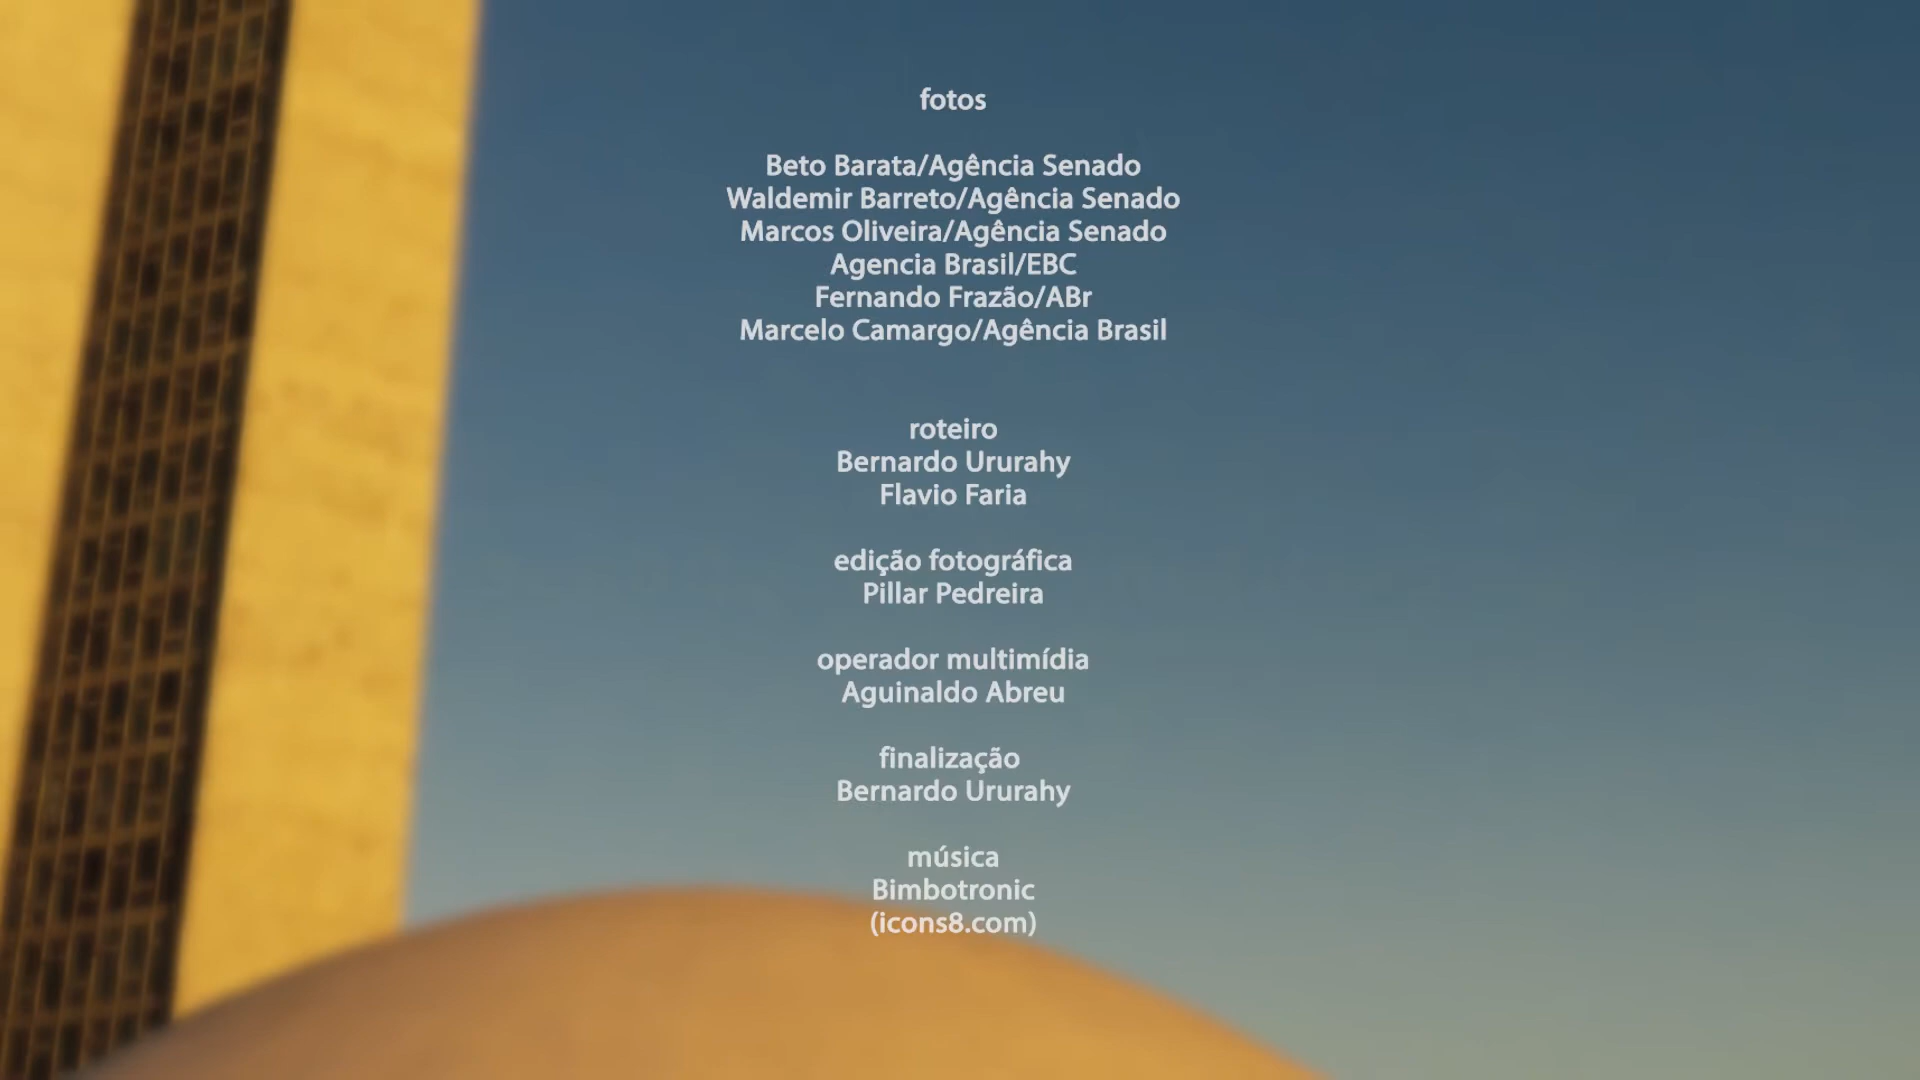 fotos
Beto Barata/Agência Senado
Waldemir Barreto/Agência Senado
Marcos Oliveira/Agência Senado
Agencia Brasil/EBC
Fernando Frazão/ABr
Marcelo Camargo/Agência Brasil
roteiro
Bernardo Ururahy
Flavio Faria
edição fotográfica
Pillar Pedreira
operador multimídia
Aguinaldo Abreu
finalização
Bernardo Ururahy
música
Bimbotronic
(icons8.com)